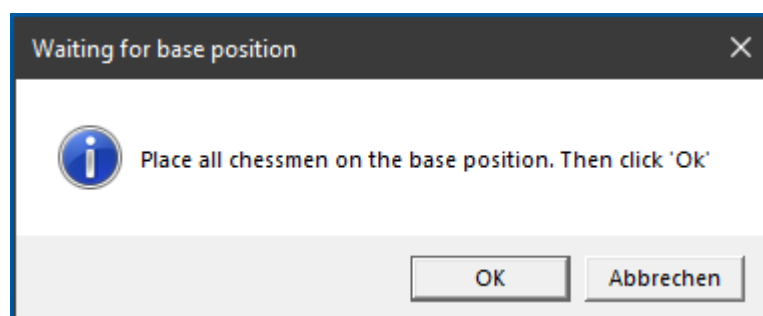 Waiting for base position
Place all chessmen on the base position. Then click 'Ok'
OK
Abbrechen